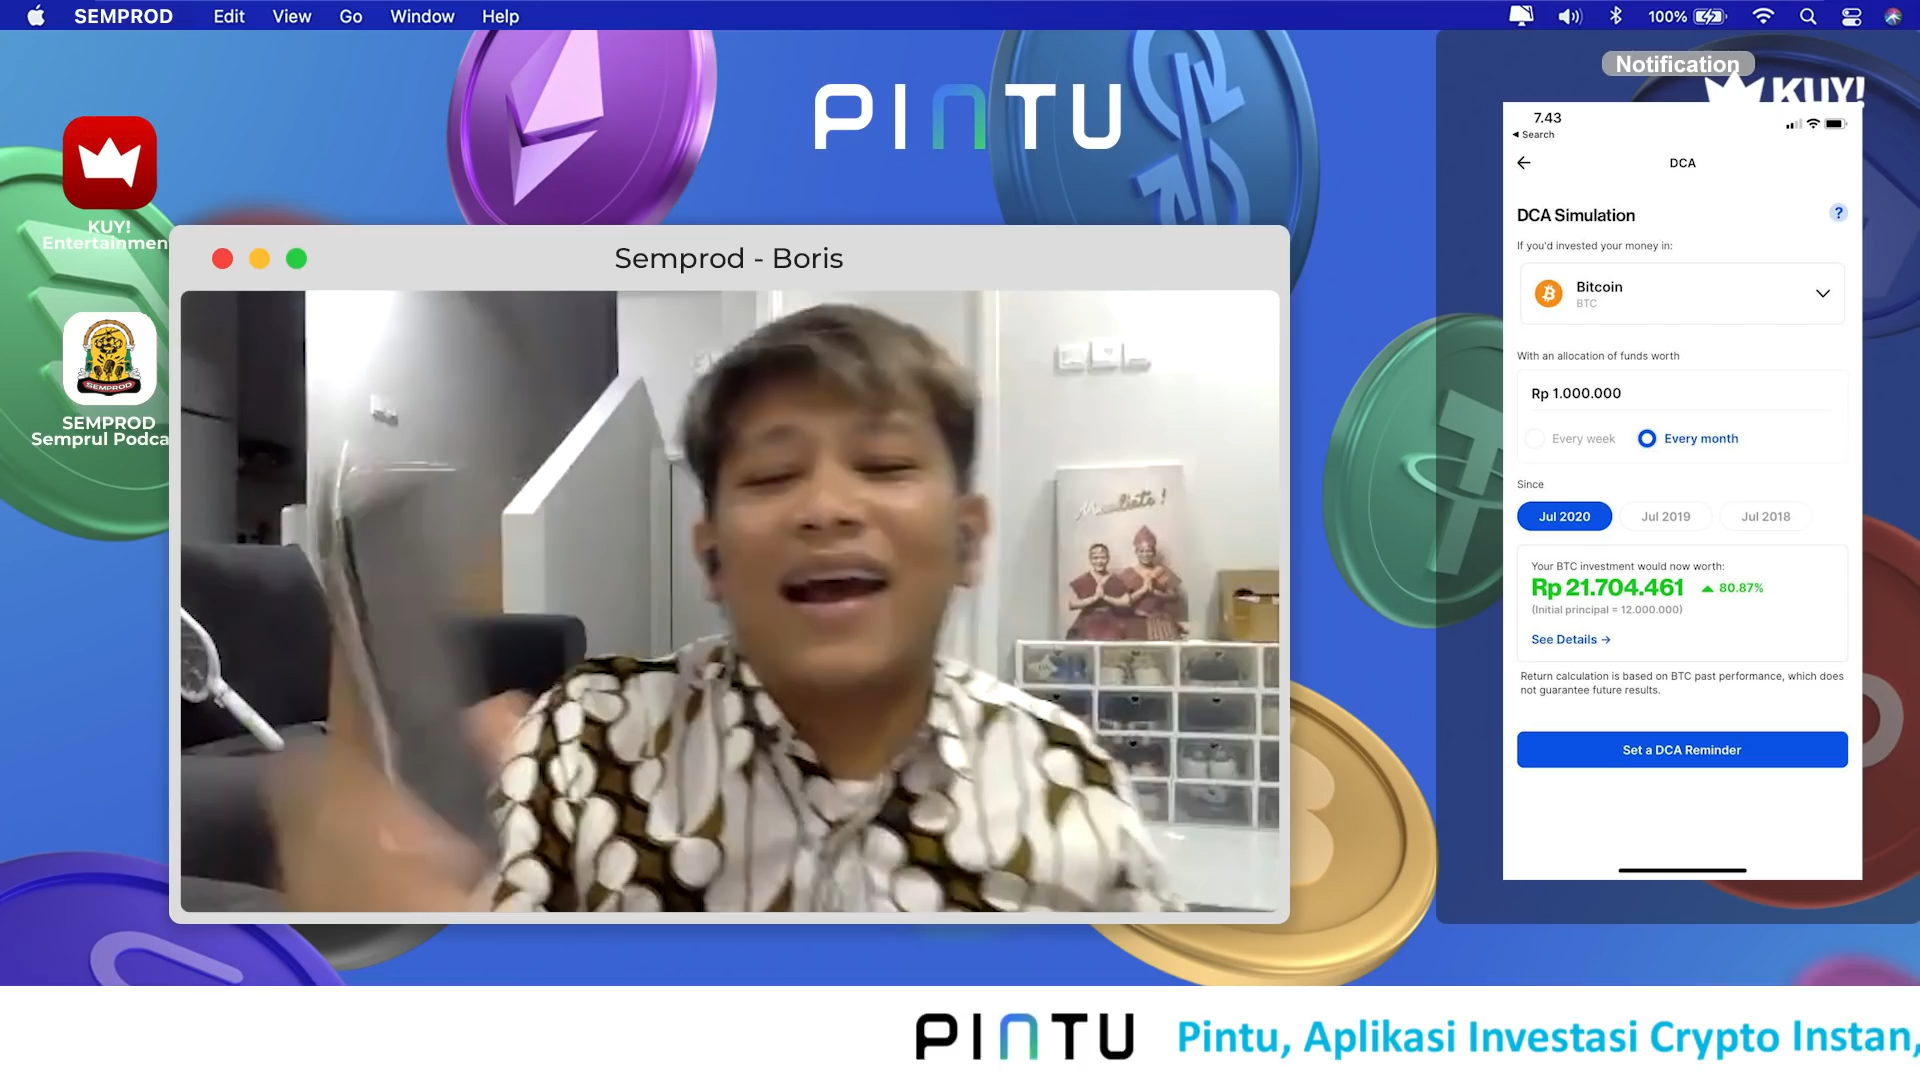 SEMPROD Edit View Go Window Help
100%
PINTU
Notification
KUY!
KUY!
Entertainmen
SEMPROD
SEMPROD
Semprul Podca
Semprod - Boris
7.43
Search
DCA
DCA Simulation
?
If you'd invested your money in:
Bitcoin
BTC
With an allocation of funds worth
Rp 1.000.000
Every week Every month
Since
Jul 2020 Jul 2019 Jul 2018
Your BTC investment would now worth:
Rp 21.704.461 80.87%
(Initial principal = 12.000.000)
See Details →
Return calculation is based on BTC past performance, which does
not guarantee future results.
Set a DCA Reminder
PINTU Pintu, Aplikasi Investasi Crypto Instan,